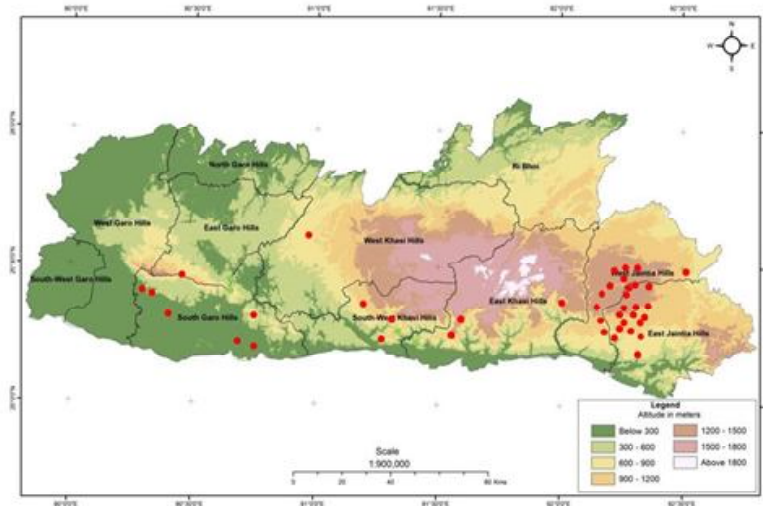 N
W E
S
North Garo Hills
Ri Bhoi
West Garo Hills
East Garo Hills
West Khasi Hills
South-West Garo Hills
West Jaintia Hills
South Garo Hills
South-West Khasi Hills
East Khasi Hills
East Jaintia Hills
Legend
Altitude in meters
Below 300
300 - 600
600 - 900
900 - 1200
1200 - 1500
1500 - 1800
Above 1800
Scale
1:900,000
0 20 40 60 Kms